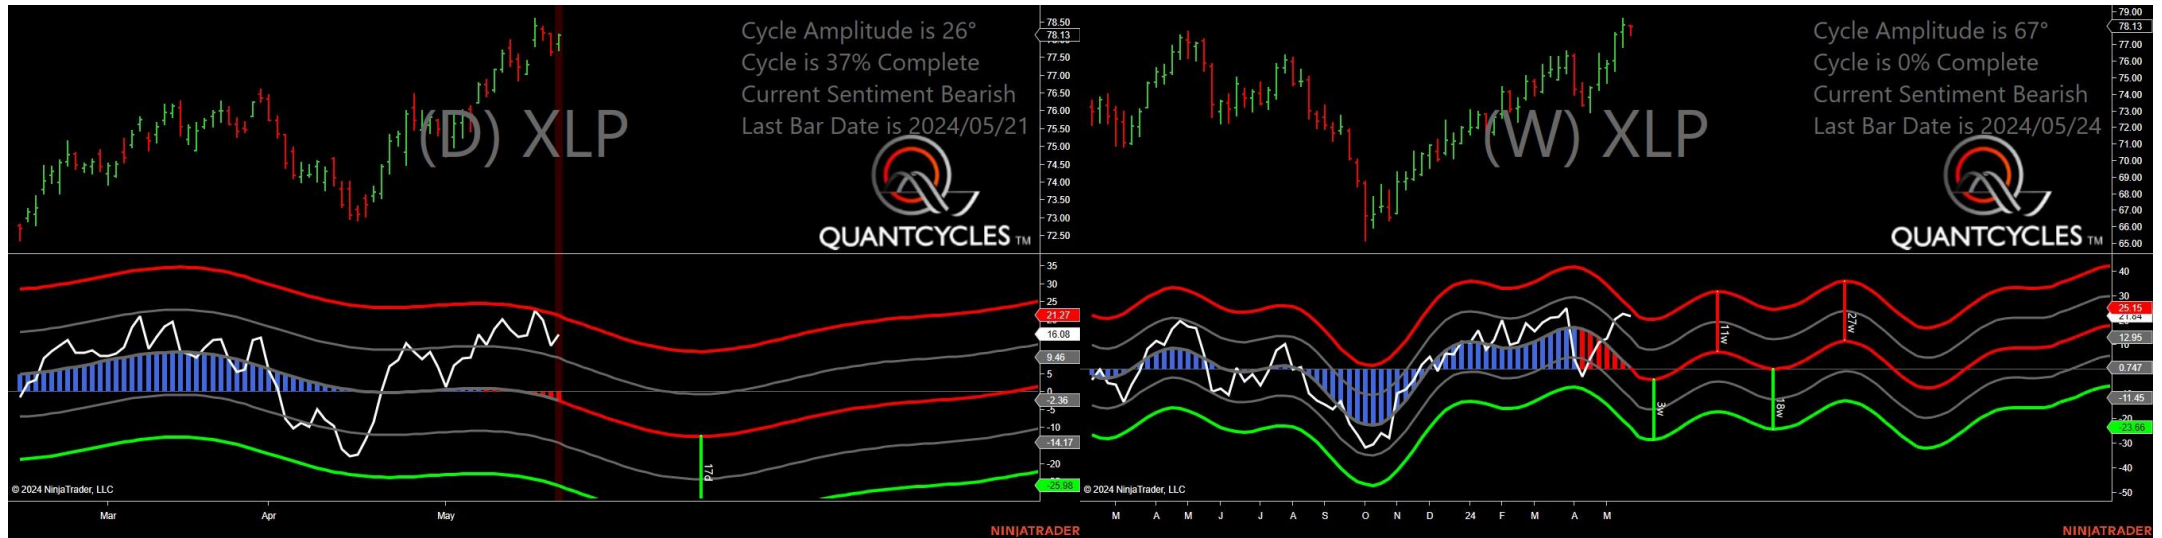 Cycle Amplitude is 26°
Cycle is 37% Complete
Current Sentiment Bearish
Last Bar Date is 2024/05/21
(D) XLP
QUANTCYCLES TM
78.50
78.13
77.50
77.00
76.50
76.00
75.50
75.00
74.50
74.00
73.50
73.00
72.50
35
30
25
21.27
16.08
9.46
5
0
-2.36
-5
-10
-14.17
-20
-25.98
17d
© 2024 NinjaTrader, LLC
Mar Apr May
NINJATRADER
Cycle Amplitude is 67°
Cycle is 0% Complete
Current Sentiment Bearish
Last Bar Date is 2024/05/24
(W) XLP
QUANTCYCLES TM
79.00
78.13
77.00
76.00
75.00
74.00
73.00
72.00
71.00
70.00
69.00
68.00
67.00
66.00
65.00
40
30
25.15
21.84
12.95
0.747
-11.45
-20
-23.66
-30
-40
-50
3w
11w
18w
27w
© 2024 NinjaTrader, LLC
M A M J J A S O N D 24 F M A M
NINJATRADER